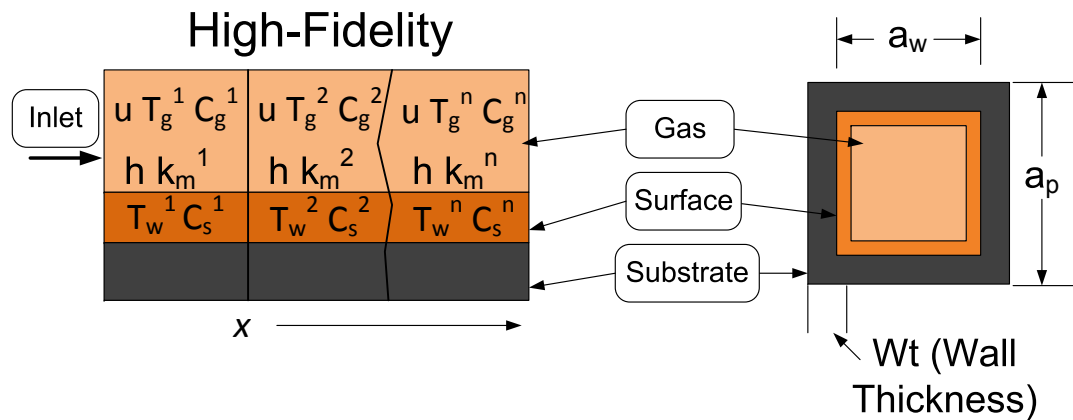 High-Fidelity
Inlet
u T_g^1 C_g^1
u T_g^2 C_g^2
u T_g^n C_g^n
h k_m^1
h k_m^2
h k_m^n
T_w^1 C_s^1
T_w^2 C_s^2
T_w^n C_s^n
x
Gas
Surface
Substrate
a_w
a_p
Wt (Wall
Thickness)